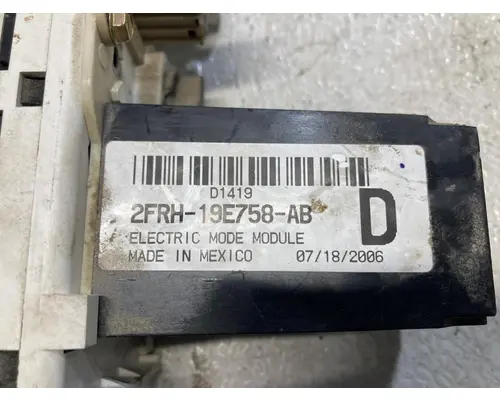 D1419
2FRH-19E758-AB
D
ELECTRIC MODE MODULE
MADE IN MEXICO 07/18/2006